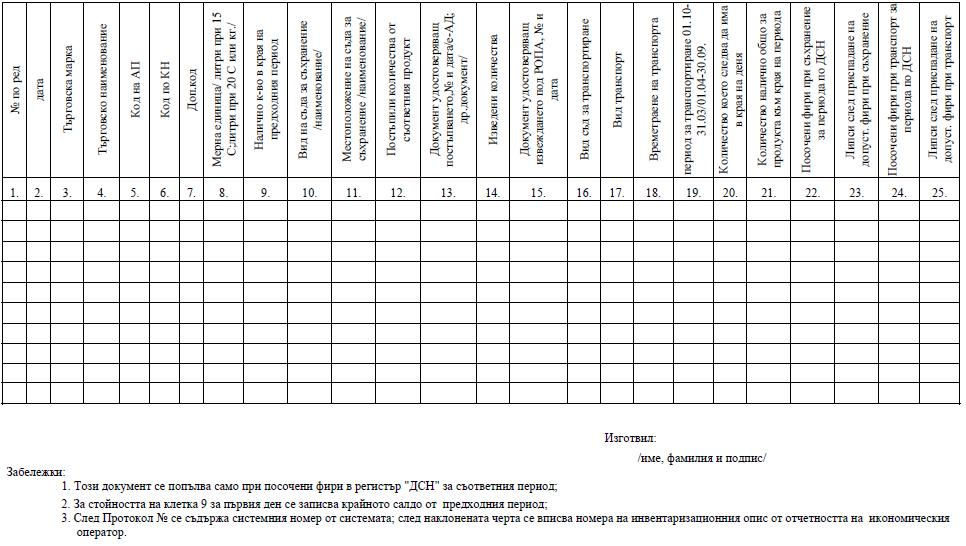 № по ред
дата
Търговска марка
Търговско наименование
Код на АП
Код по КН
Доп.код
Мерна единица/ литри при 15
С;литри при 20 С или кг./
Налично к-во в края на
предходния период
Вид на съда за съхранение
/наименование/
Местоположение на съда за
съхранение /наименование/
Постъпили количества от
съответния продукт
Документ удостоверяващ
постъпването,№ и дата/е-АД;
др.документ/
Изведени количества
Документ удостоверяващ
извеждането под РОПА, № и
дата
Вид съд за транспортиране
Вид транспорт
Времетраене на транспорта
период за транспортиране 01.10-
31.03/01.04-30.09.
Количество което следва да има
в края на деня
Количество налично общо за
продукта към края на периода
Посочени фири при съхранение
за периода по ДСН
Липси след приспадане на
допуст. фири при съхранение
Посочени фири при транспорт за
периода по ДСН
Липси след приспадане на
допуст. фири при транспорт
1. 2. 3. 4. 5. 6. 7. 8. 9. 10. 11. 12. 13. 14. 15. 16. 17. 18. 19. 20. 21. 22. 23. 24. 25.
Изготвил:
/име, фамилия и подпис/
Забележки:
1. Този документ се попълва само при посочени фири в регистър "ДСН" за съответния период;
2. За стойността на клетка 9 за първия ден се записва крайното салдо от предходния период;
3. След Протокол № се съдържа системния номер от системата; след наклонената черта се вписва номера на инвентаризационния опис от отчетността на икономическия
оператор.